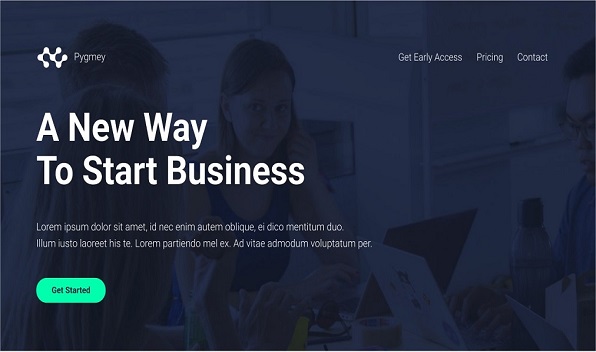 Pygmey
Get Early Access Pricing Contact
A New Way
To Start Business
Lorem ipsum dolor sit amet, id nec enim autem oblique, ei dico mentitum duo.
Illum iusto laoreet his te. Lorem partiendo mel ex. Ad vitae admodum voluptatum per.
Get Started